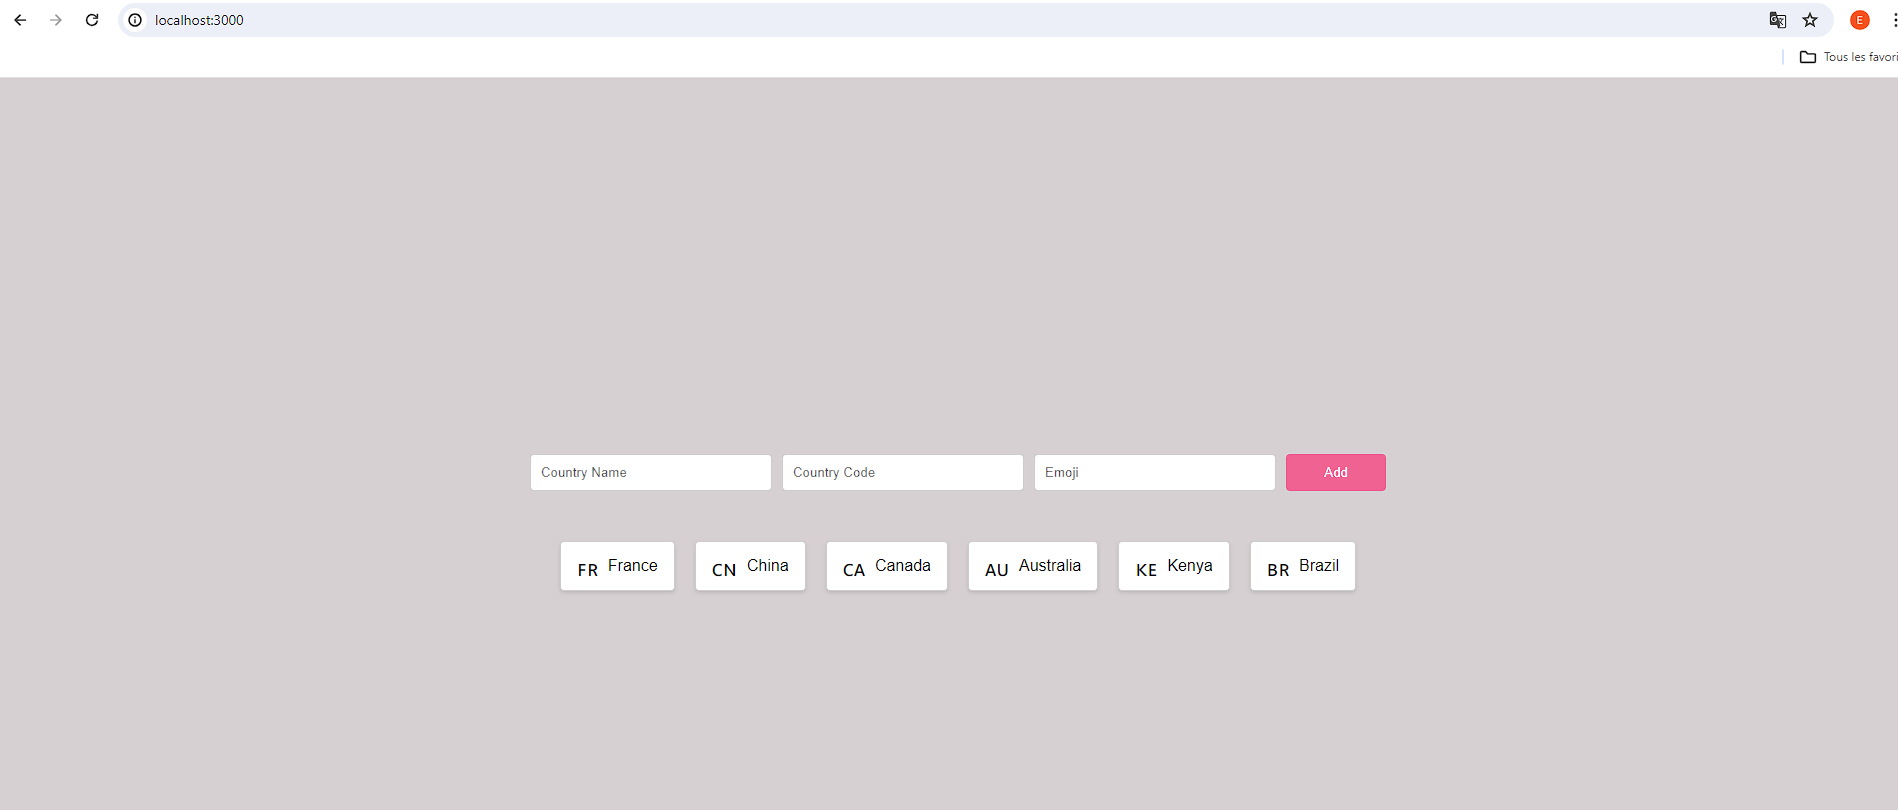 localhost:3000
E
Tous les favori
Country Name
Country Code
Emoji
Add
FR France
CN China
CA Canada
AU Australia
KE Kenya
BR Brazil